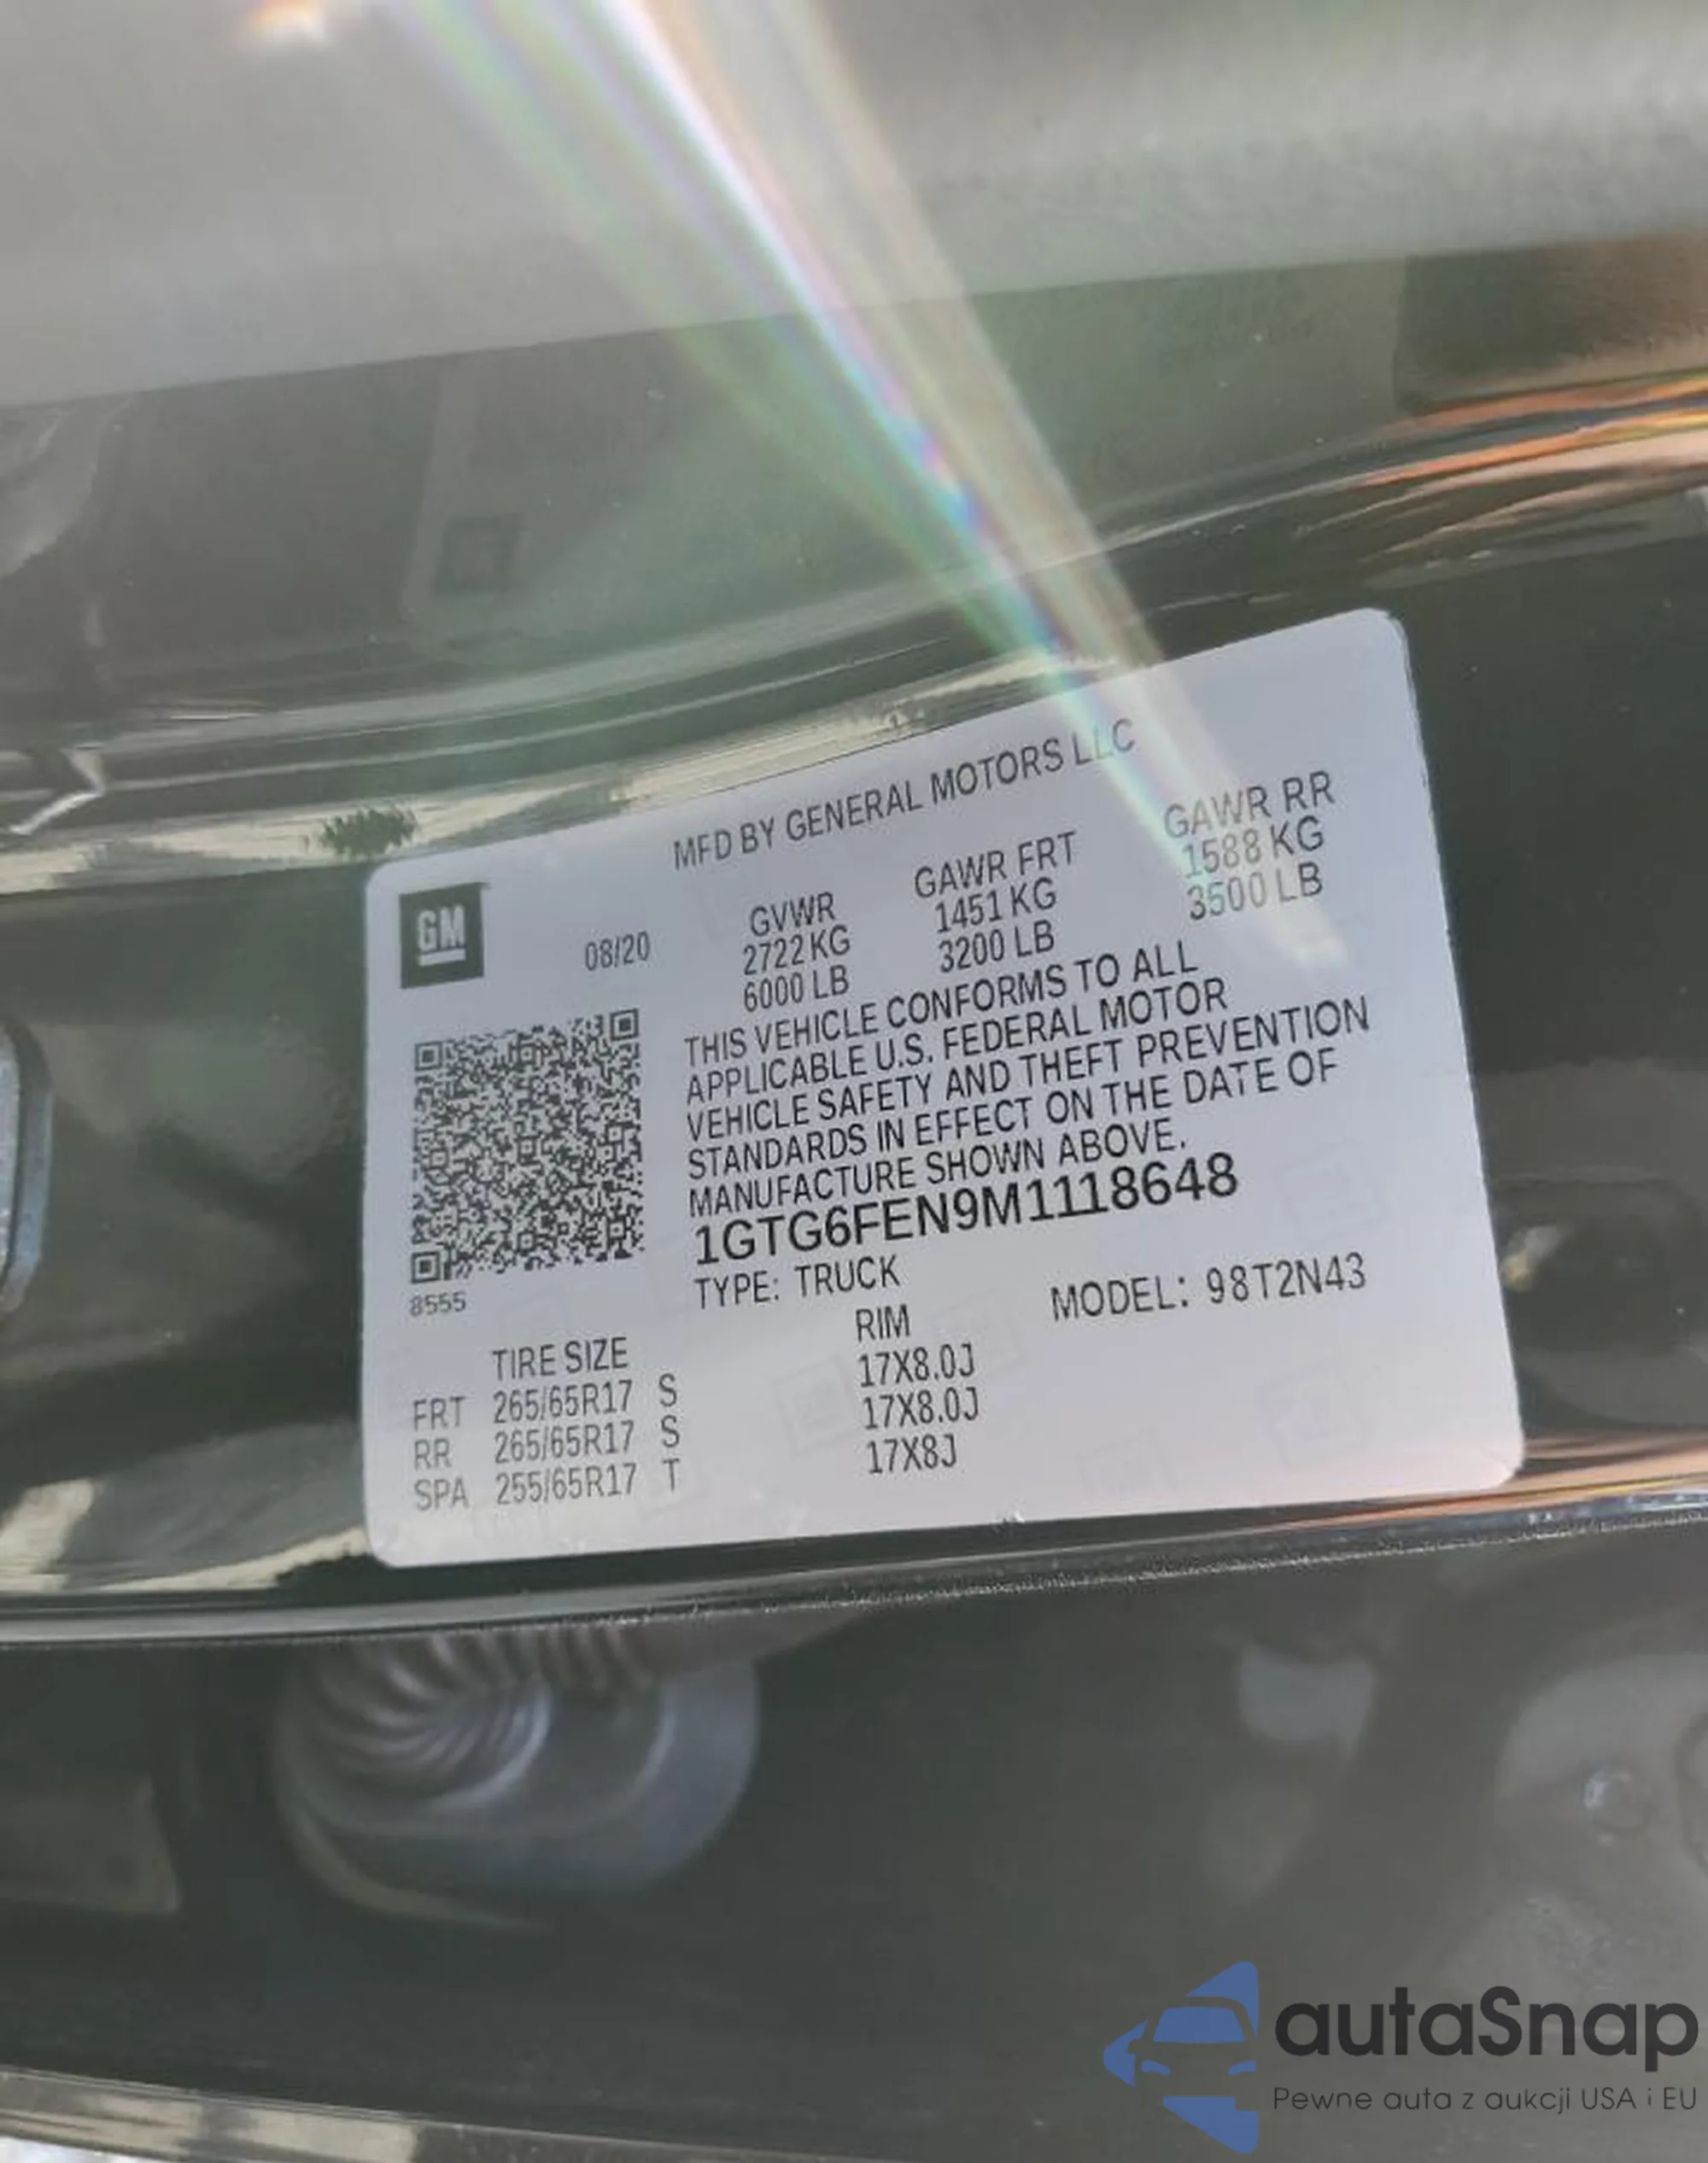 MFD BY GENERAL MOTORS LLC
GM
08/20
GVWR
2722KG
6000 LB
GAWR FRT
1451 KG
3200 LB
GAWR RR
1588 KG
3500 LB
THIS VEHICLE CONFORMS TO ALL
APPLICABLE U.S. FEDERAL MOTOR
VEHICLE SAFETY AND THEFT PREVENTION
STANDARDS IN EFFECT ON THE DATE OF
MANUFACTURE SHOWN ABOVE.
1GTG6FEN9M1118648
TYPE: TRUCK
MODEL: 98T2N43
8555
TIRE SIZE RIM
FRT 265/65R17 S 17X8.0J
RR 265/65R17 S 17X8.0J
SPA 255/65R17 T 17X8J
autaSnap
Pewne auta z aukcji USA i EU